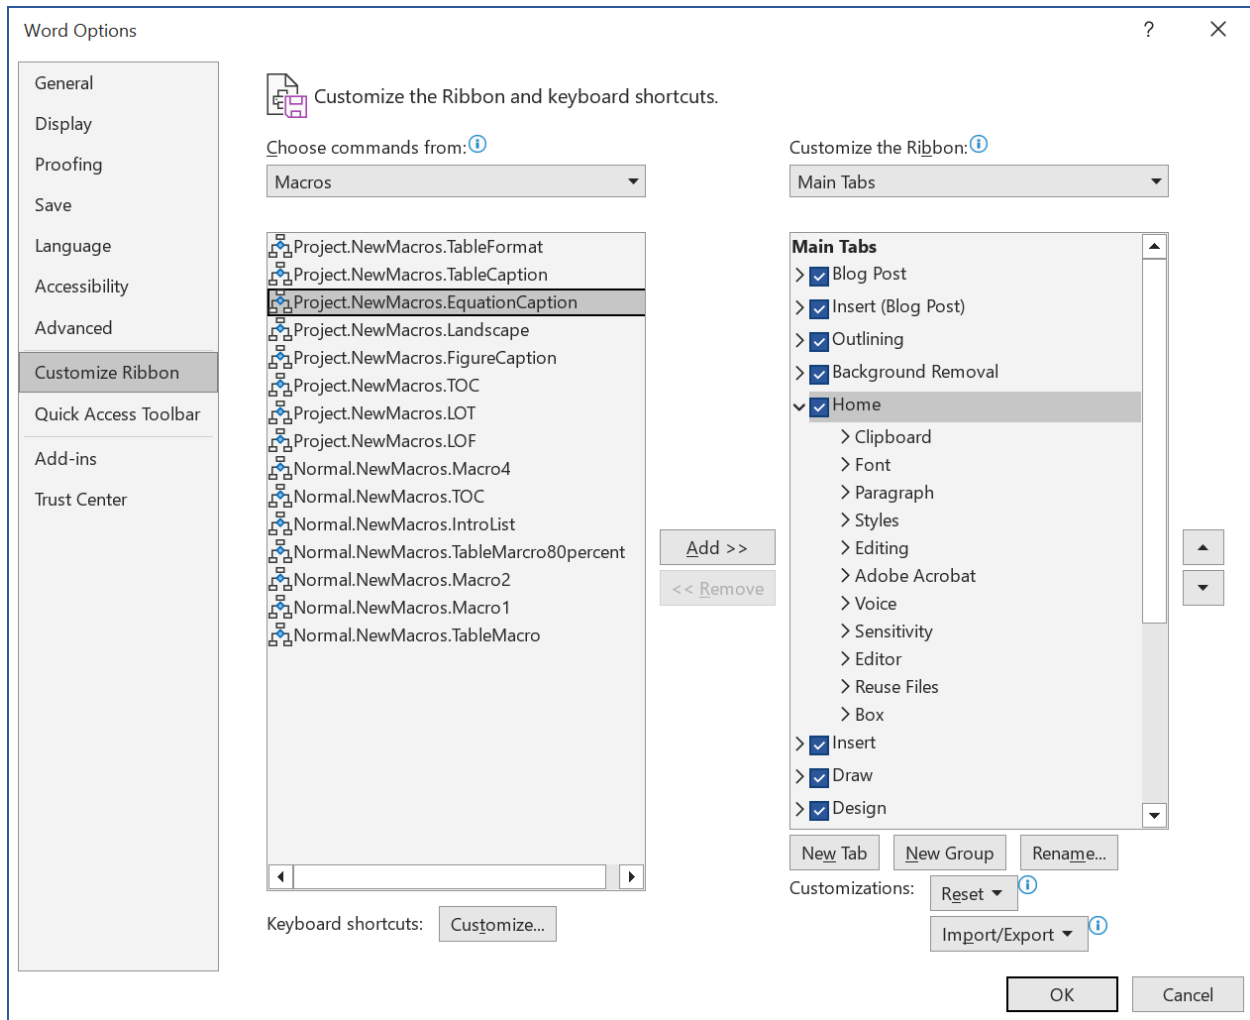 Word Options
?
General
Display
Proofing
Save
Language
Accessibility
Advanced
Customize Ribbon
Quick Access Toolbar
Add-ins
Trust Center
Customize the Ribbon and keyboard shortcuts.
Choose commands from:
Macros
Project.NewMacros.TableFormat
Project.NewMacros.TableCaption
Project.NewMacros.EquationCaption
Project.NewMacros.Landscape
Project.NewMacros.FigureCaption
Project.NewMacros.TOC
Project.NewMacros.LOT
Project.NewMacros.LOF
Normal.NewMacros.Macro4
Normal.NewMacros.TOC
Normal.NewMacros.IntroList
Normal.NewMacros.TableMarcro80percent
Normal.NewMacros.Macro2
Normal.NewMacros.Macro1
Normal.NewMacros.TableMacro
Keyboard shortcuts: Customize...
Add >>
<< Remove
Customize the Ribbon:
Main Tabs
Main Tabs
Blog Post
Insert (Blog Post)
Outlining
Background Removal
Home
Clipboard
Font
Paragraph
Styles
Editing
Adobe Acrobat
Voice
Sensitivity
Editor
Reuse Files
Box
Insert
Draw
Design
New Tab New Group Rename...
Customizations: Reset
Import/Export
OK Cancel